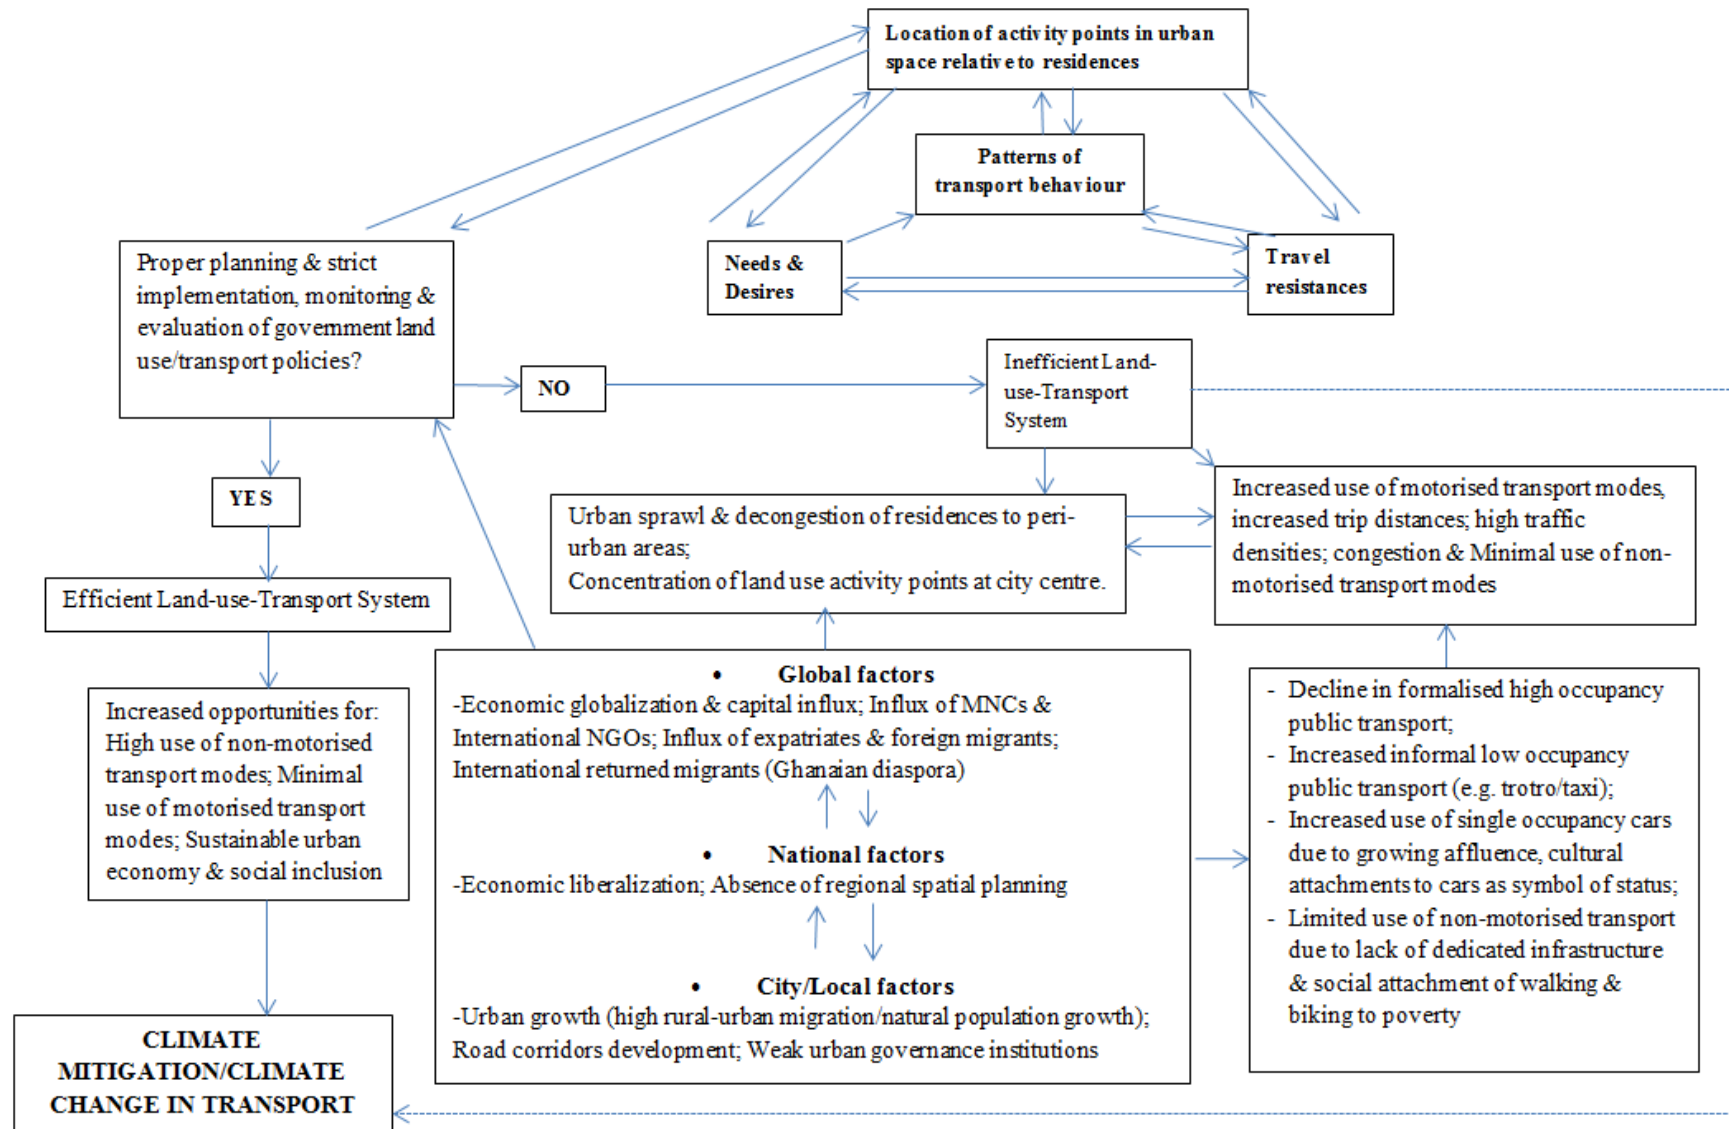 Location of activity points in urban
space relative to residences
Patterns of
transport behaviour
Proper planning & strict
implementation, monitoring &
evaluation of government land
use/transport policies?
Needs &
Desires
Travel
resistances
NO
Inefficient Land-
use-Transport
System
YES
Urban sprawl & decongestion of residences to peri-
urban areas;
Concentration of land use activity points at city centre.
Increased use of motorised transport modes,
increased trip distances; high traffic
densities; congestion & Minimal use of non-
motorised transport modes
Efficient Land-use-Transport System
Increased opportunities for:
High use of non-motorised
transport modes; Minimal
use of motorised transport
modes; Sustainable urban
economy & social inclusion
• Global factors
-Economic globalization & capital influx; Influx of MNCs &
International NGOs; Influx of expatriates & foreign migrants;
International returned migrants (Ghanaian diaspora)
• National factors
-Economic liberalization; Absence of regional spatial planning
• City/Local factors
-Urban growth (high rural-urban migration/natural population growth);
Road corridors development; Weak urban governance institutions
- Decline in formalised high occupancy
public transport;
- Increased informal low occupancy
public transport (e.g. trotro/taxi);
- Increased use of single occupancy cars
due to growing affluence, cultural
attachments to cars as symbol of status;
- Limited use of non-motorised transport
due to lack of dedicated infrastructure
& social attachment of walking &
biking to poverty
CLIMATE
MITIGATION/CLIMATE
CHANGE IN TRANSPORT